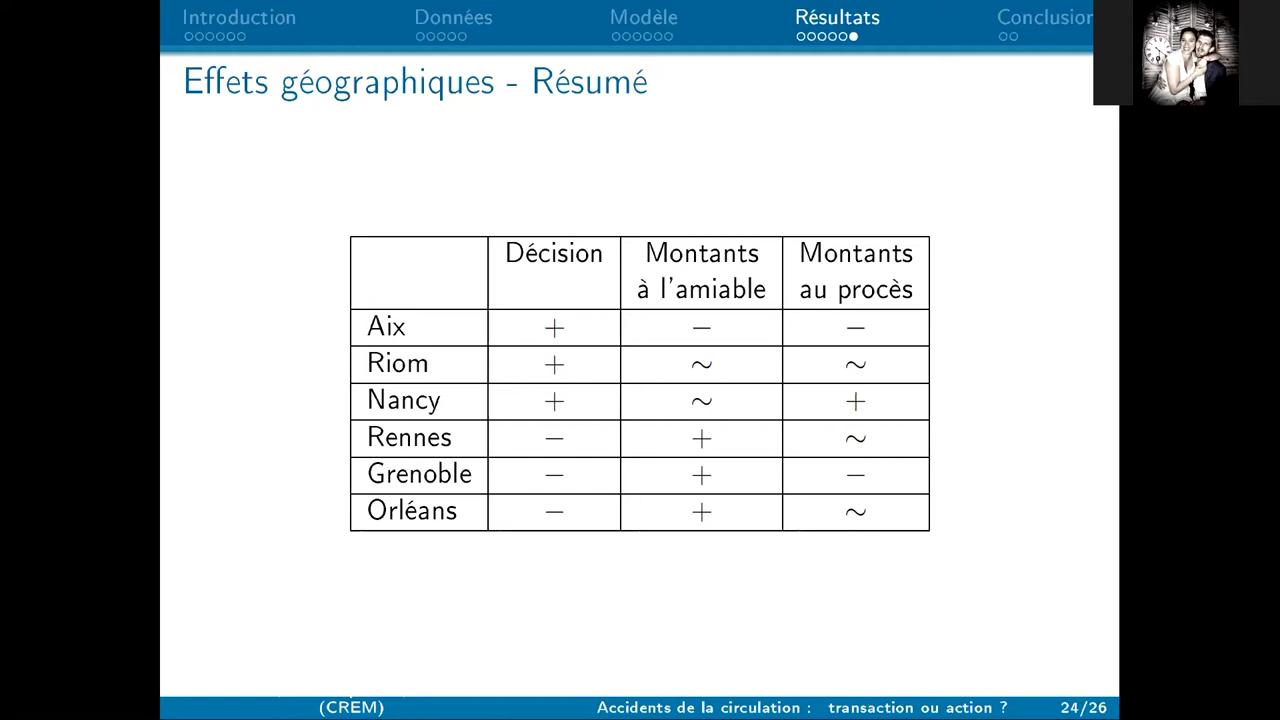 Introduction Données Modèle Résultats Conclusion
Effets géographiques - Résumé
Décision Montants à l'amiable Montants au procès
Aix + − −
Riom + ∼ ∼
Nancy + ∼ +
Rennes − + ∼
Grenoble − + −
Orléans − + ∼
(CREM) Accidents de la circulation : transaction ou action ? 24/26